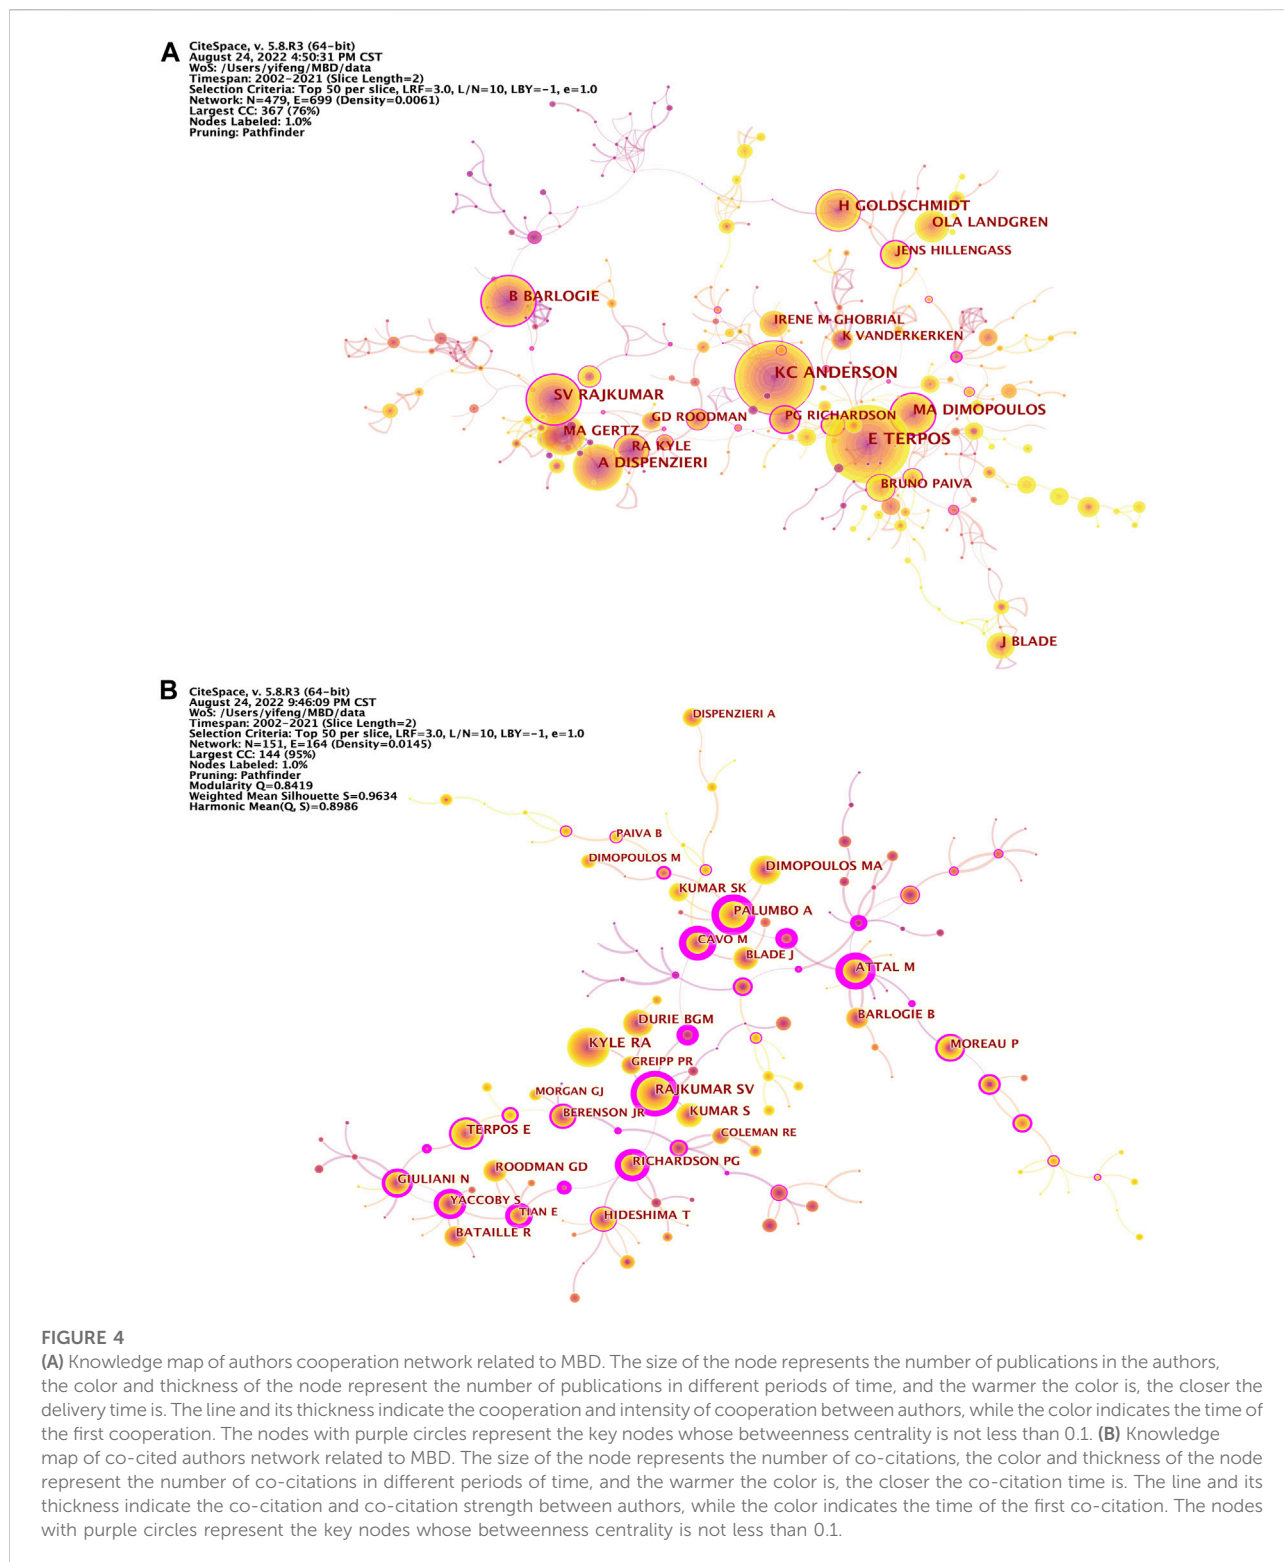 A
CiteSpace, v. 5.8.R3 (64-bit)
August 24, 2022 4:50:31 PM CST
WoS: /Users/yifeng/MBD/data
Timespan: 2002-2021 (Slice Length=2)
Selection Criteria: Top 50 per slice, LRF=3.0, L/N=10, LBY=-1, e=1.0
Network: N=479, E=699 (Density=0.0061)
Largest CC: 367 (76%)
Nodes Labeled: 1.0%
Pruning: Pathfinder
H GOLDSCHMIDT
OLA LANDGREN
JENS HILLENGASS
B BARLOGIE
IRENE M GHOBRIAL
K VANDERKERKEN
KC ANDERSON
SV RAJKUMAR
GD ROODMAN
PG RICHARDSON
MA DIMOPOULOS
MA GERTZ
RA KYLE
E TERPOS
A DISPENZIERI
BRUNO PAIVA
J BLADE
B
CiteSpace, v. 5.8.R3 (64-bit)
August 24, 2022 9:46:09 PM CST
WoS: /Users/yifeng/MBD/data
Timespan: 2002-2021 (Slice Length=2)
Selection Criteria: Top 50 per slice, LRF=3.0, L/N=10, LBY=-1, e=1.0
Network: N=151, E=164 (Density=0.0145)
Largest CC: 144 (95%)
Nodes Labeled: 1.0%
Pruning: Pathfinder
Modularity Q=0.8419
Weighted Mean Silhouette S=0.9634
Harmonic Mean(Q, S)=0.8986
DISPENZIERI A
PAIVA B
DIMOPOULOS M
DIMOPOULOS MA
KUMAR SK
PALUMBO A
CAVO M
BLADE J
ATTAL M
BARLOGIE B
DURIE BGM
KYLE RA
MOREAU P
GREIPP PR
RAJKUMAR SV
MORGAN GJ
BERENSON JR
KUMAR S
TERPOS E
COLEMAN RE
RICHARDSON PG
ROODMAN GD
GIULIANI N
YACCOBY S
TIAN E
HIDESHIMA T
BATAILLE R
FIGURE 4
(A) Knowledge map of authors cooperation network related to MBD. The size of the node represents the number of publications in the authors,
the color and thickness of the node represent the number of publications in different periods of time, and the warmer the color is, the closer the
delivery time is. The line and its thickness indicate the cooperation and intensity of cooperation between authors, while the color indicates the time of
the first cooperation. The nodes with purple circles represent the key nodes whose betweenness centrality is not less than 0.1. (B) Knowledge
map of co-cited authors network related to MBD. The size of the node represents the number of co-citations, the color and thickness of the node
represent the number of co-citations in different periods of time, and the warmer the color is, the closer the co-citation time is. The line and its
thickness indicate the co-citation and co-citation strength between authors, while the color indicates the time of the first co-citation. The nodes
with purple circles represent the key nodes whose betweenness centrality is not less than 0.1.